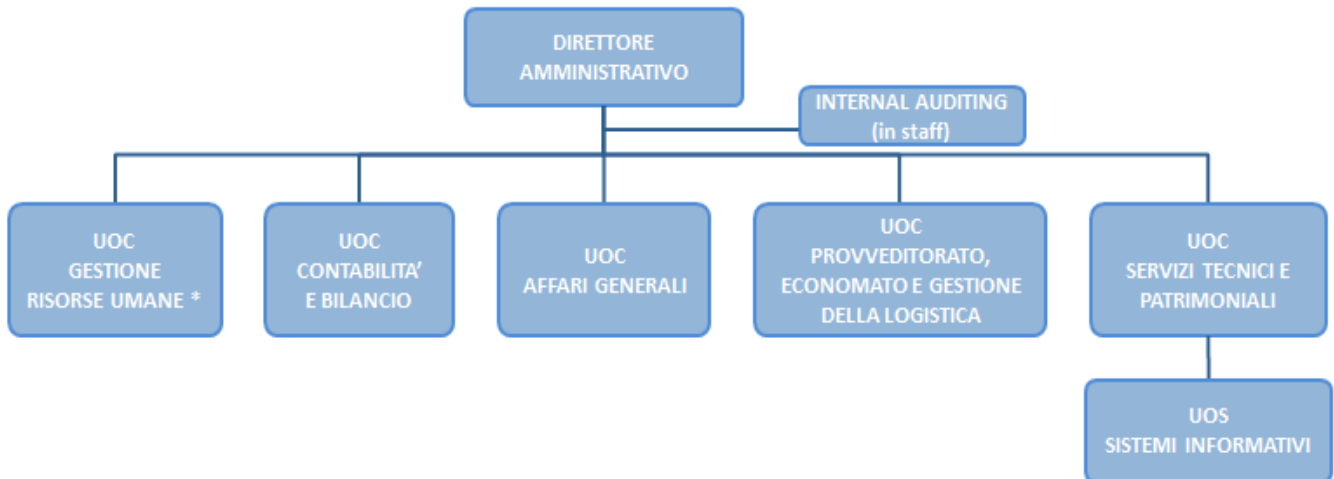 DIRETTORE
AMMINISTRATIVO
INTERNAL AUDITING
(in staff)
UOC
GESTIONE
RISORSE UMANE *
UOC
CONTABILITA’
E BILANCIO
UOC
AFFARI GENERALI
UOC
PROVVEDITORATO,
ECONOMATO E GESTIONE
DELLA LOGISTICA
UOC
SERVIZI TECNICI E
PATRIMONIALI
UOS
SISTEMI INFORMATIVI